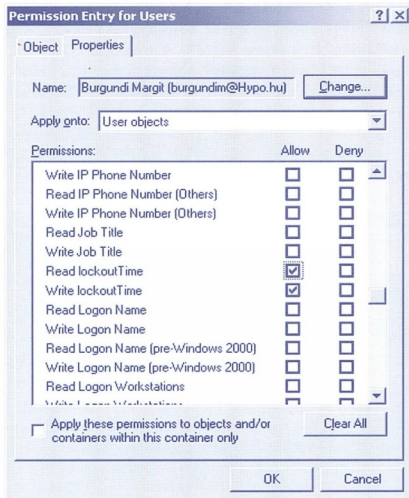 Permission Entry for Users
Object Properties
Name: Burgundi Margit (burgundim@Hypo.hu) Change...
Apply onto: User objects
Permissions: Allow Deny
Write IP Phone Number
Read IP Phone Number (Others)
Write IP Phone Number (Others)
Read Job Title
Write Job Title
Read lockoutTime
Write lockoutTime
Read Logon Name
Write Logon Name
Read Logon Name (pre-Windows 2000)
Write Logon Name (pre-Windows 2000)
Read Logon Workstations
Write Logon Workstations
Apply these permissions to objects and/or
containers within this container only
Clear All
OK Cancel